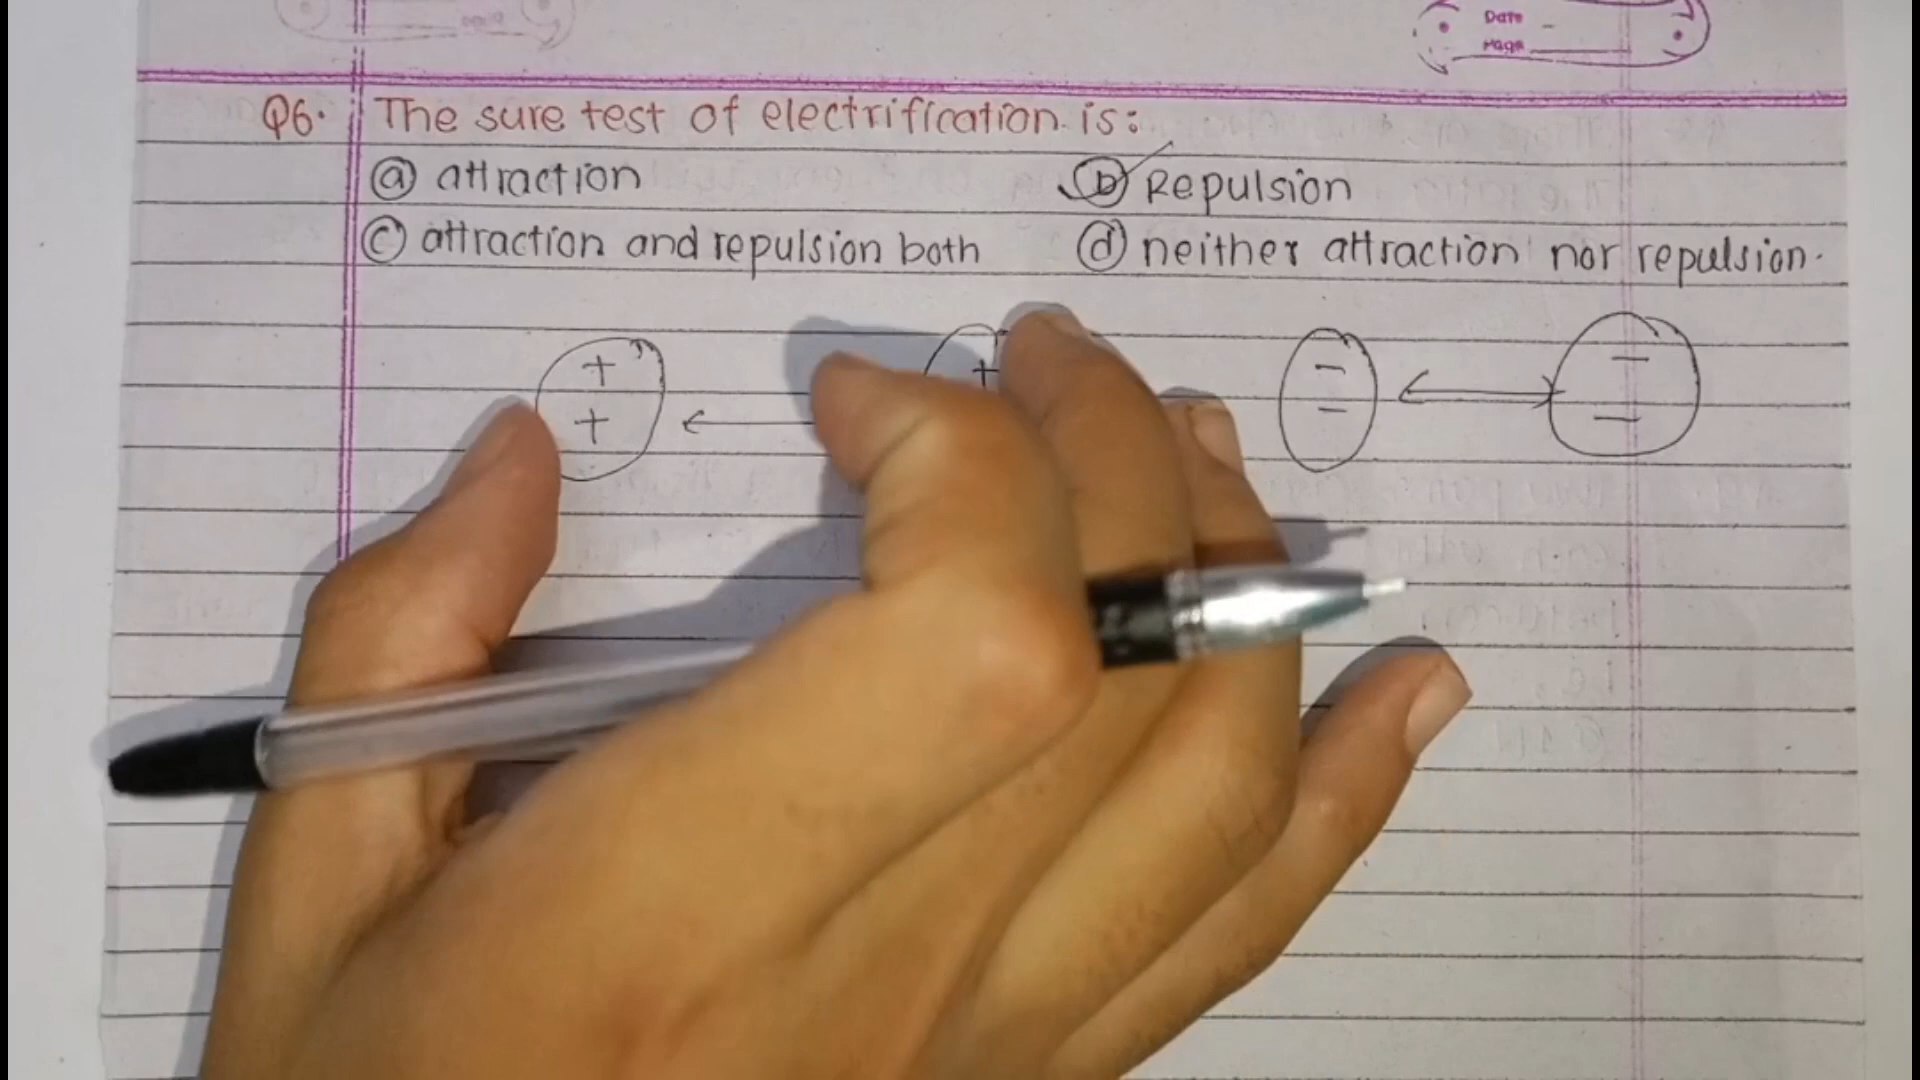 Date
Page
Q6. The sure test of electrification is:
(a) attraction (b) Repulsion
(c) attraction and repulsion both (d) neither attraction nor repulsion.
+ + - -
+ - -